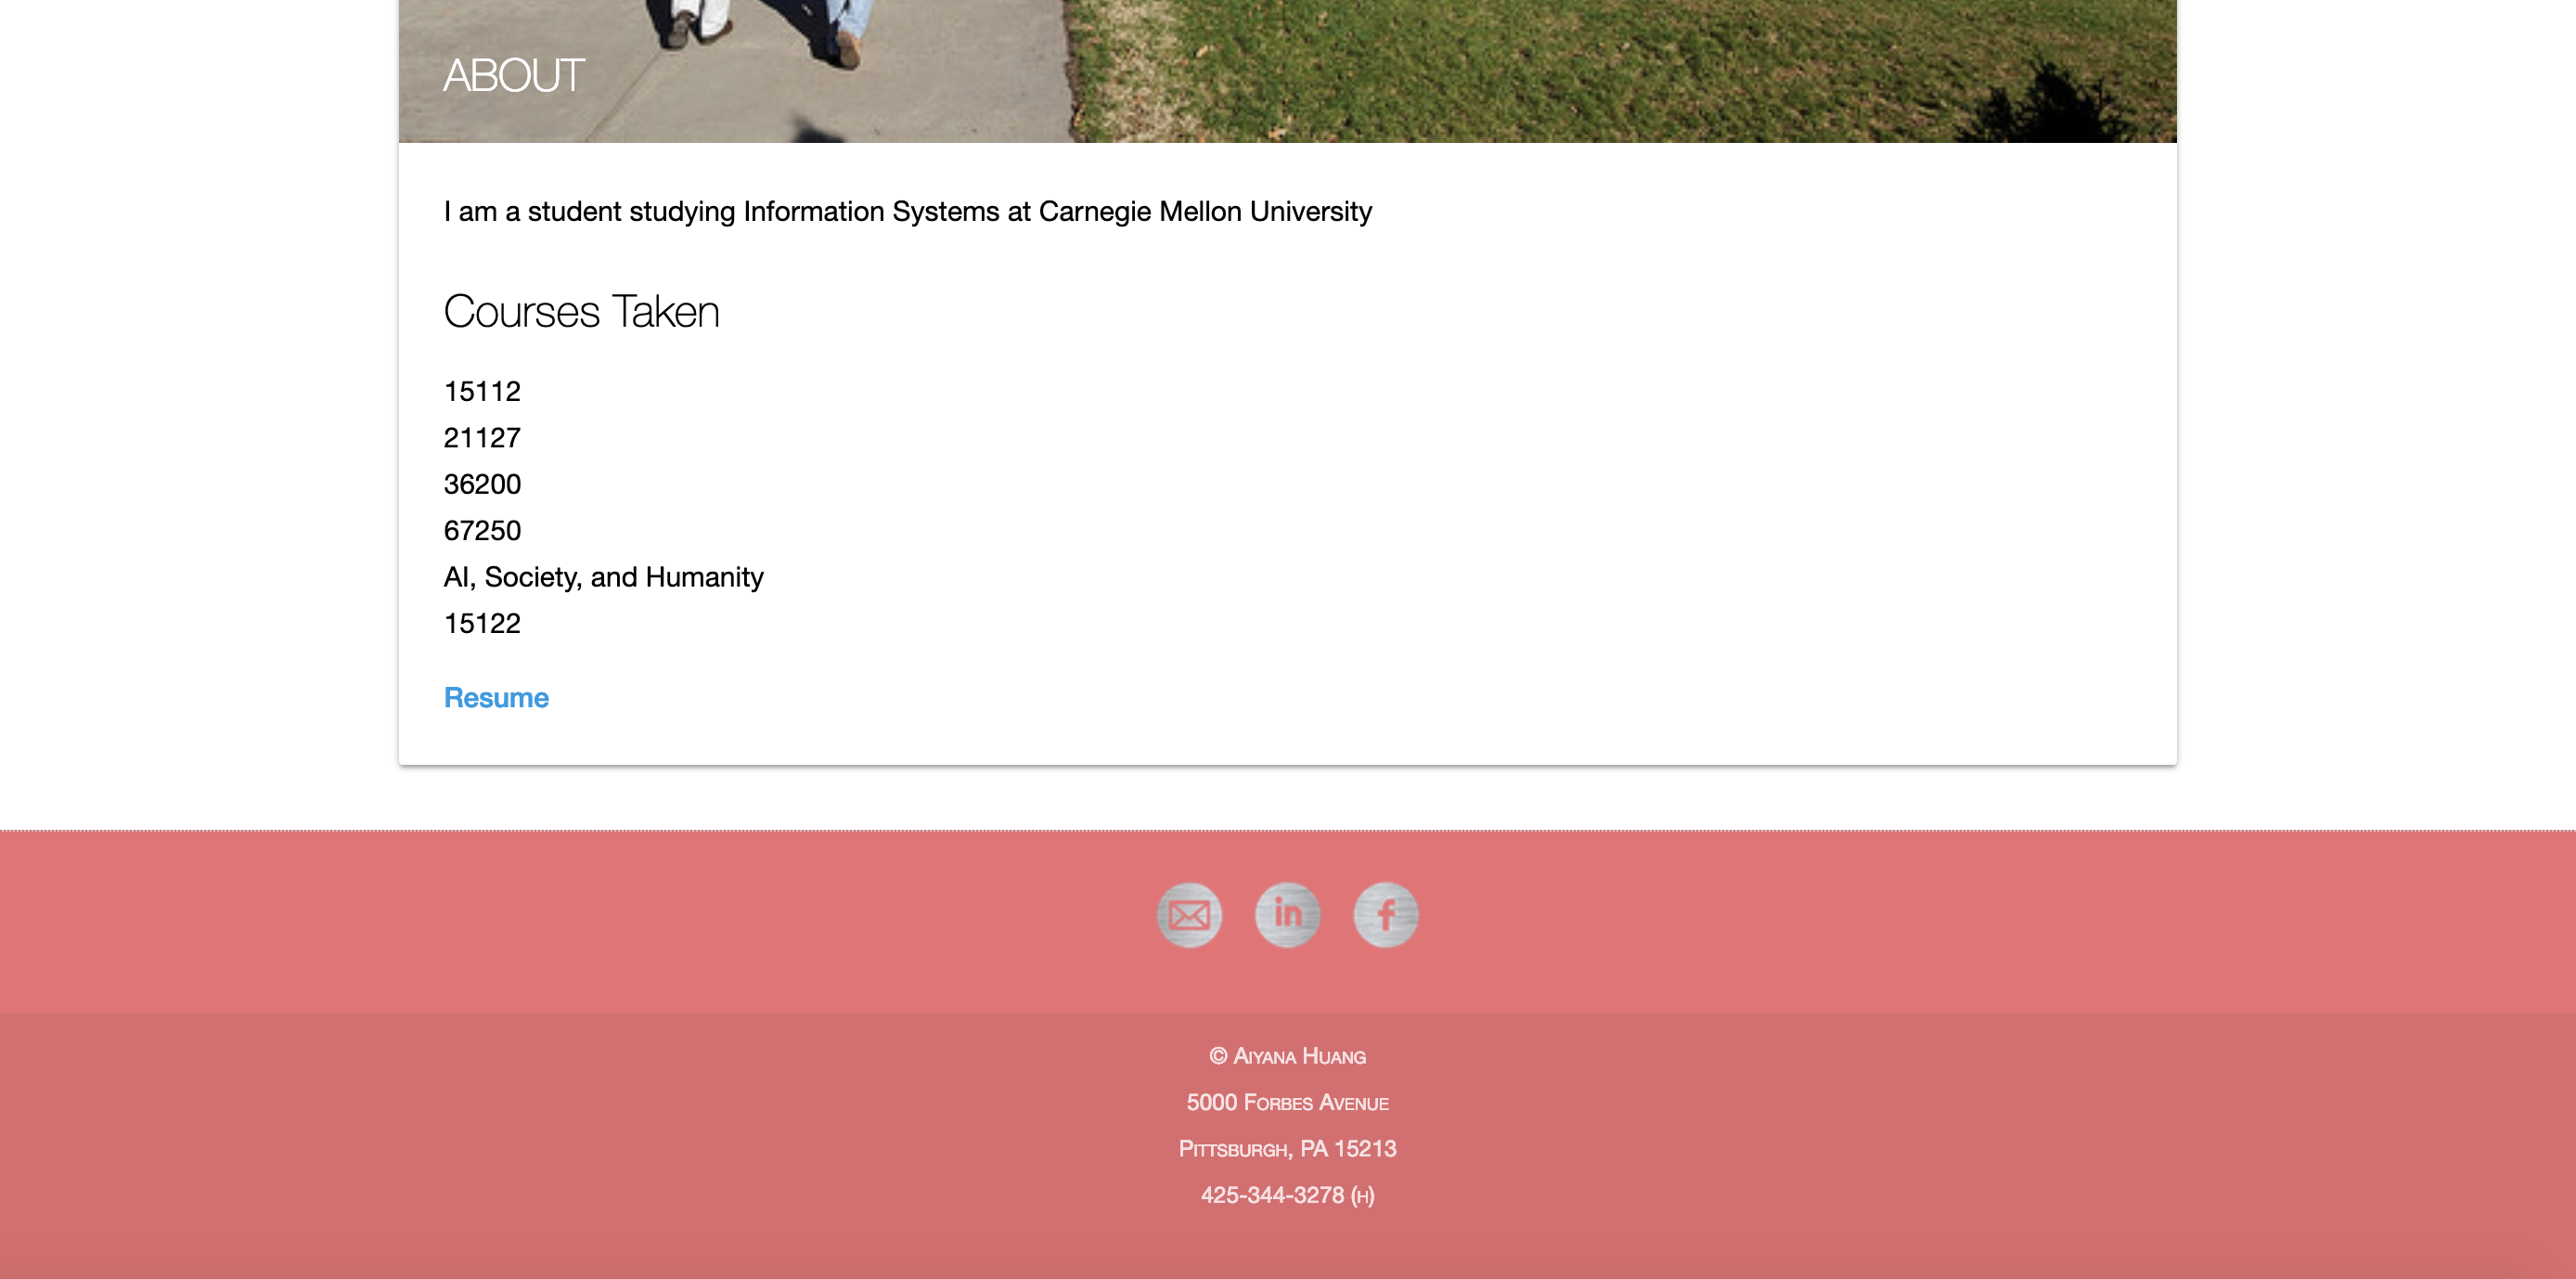 ABOUT
I am a student studying Information Systems at Carnegie Mellon University
Courses Taken
15112
21127
36200
67250
AI, Society, and Humanity
15122
Resume
in
f
© Aiyana Huang
5000 Forbes Avenue
Pittsburgh, PA 15213
425-344-3278 (h)